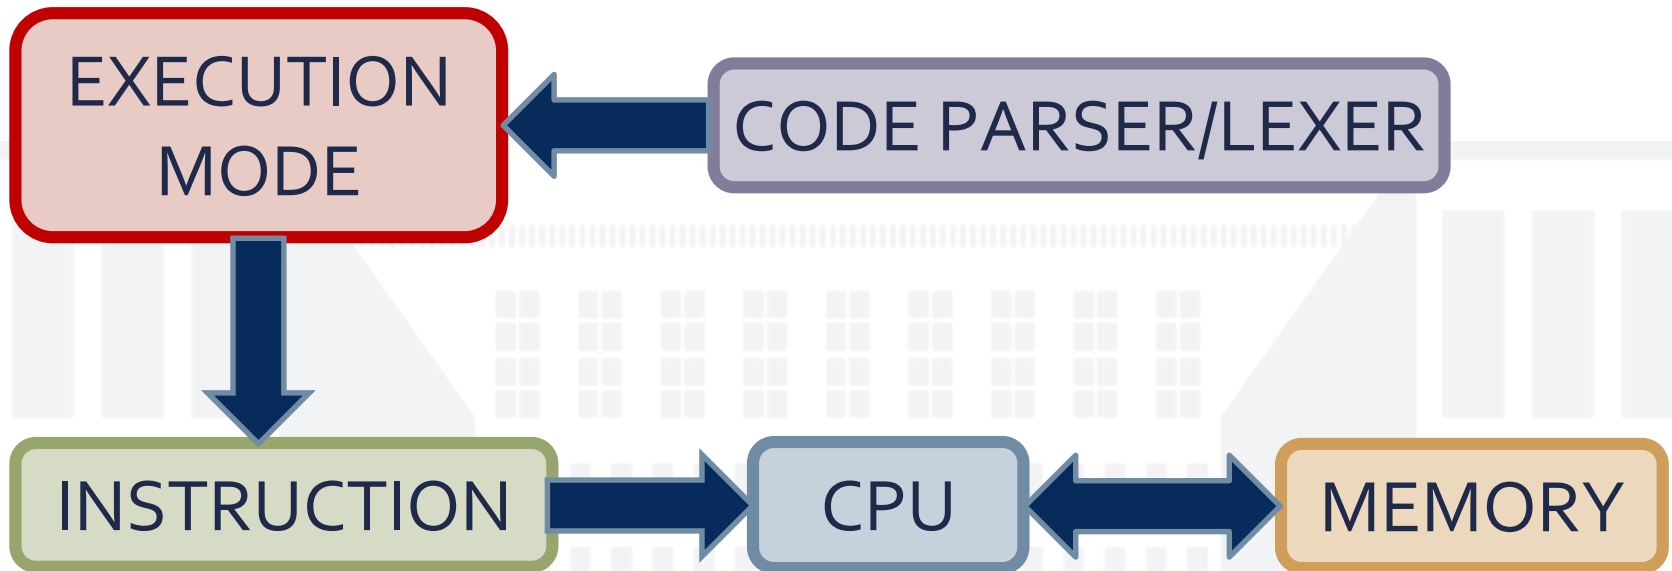 EXECUTION
MODE
CODE PARSER/LEXER
INSTRUCTION
CPU
MEMORY